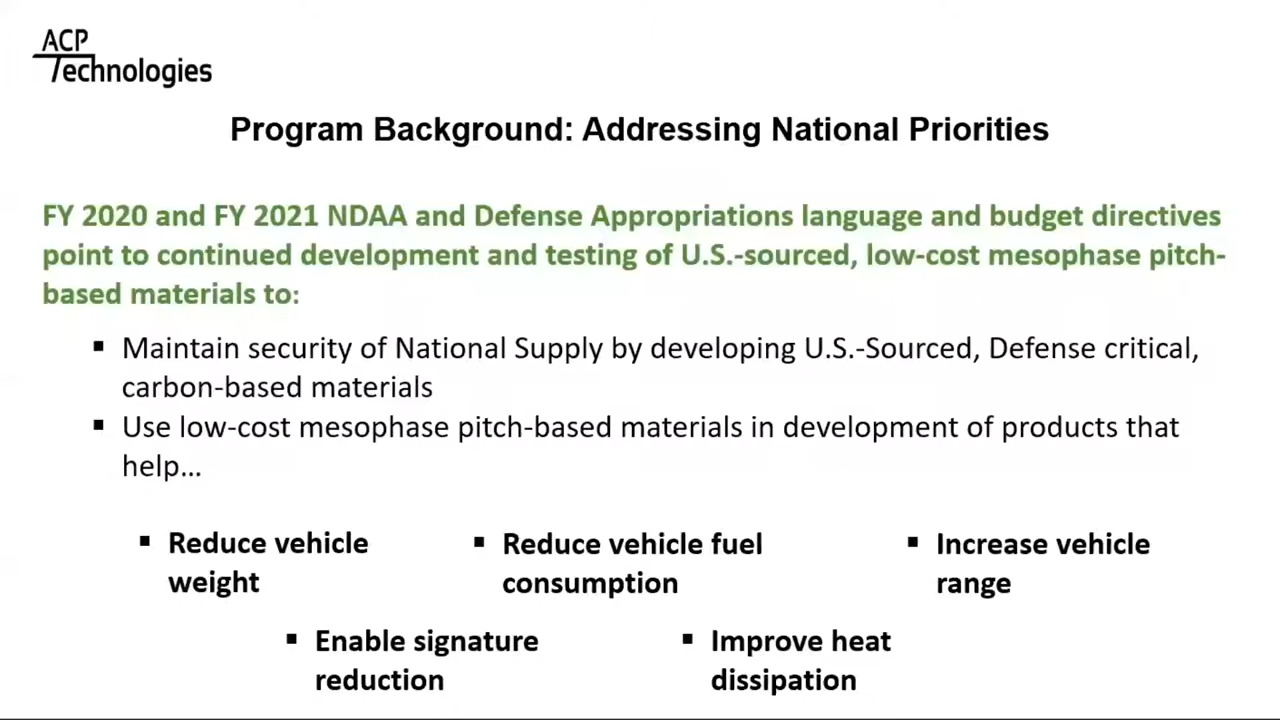 ACP
Technologies
Program Background: Addressing National Priorities
FY 2020 and FY 2021 NDAA and Defense Appropriations language and budget directives
point to continued development and testing of U.S.-sourced, low-cost mesophase pitch-
based materials to:
▪ Maintain security of National Supply by developing U.S.-Sourced, Defense critical,
carbon-based materials
▪ Use low-cost mesophase pitch-based materials in development of products that
help…
▪ Reduce vehicle
weight
▪ Reduce vehicle fuel
consumption
▪ Increase vehicle
range
▪ Enable signature
reduction
▪ Improve heat
dissipation